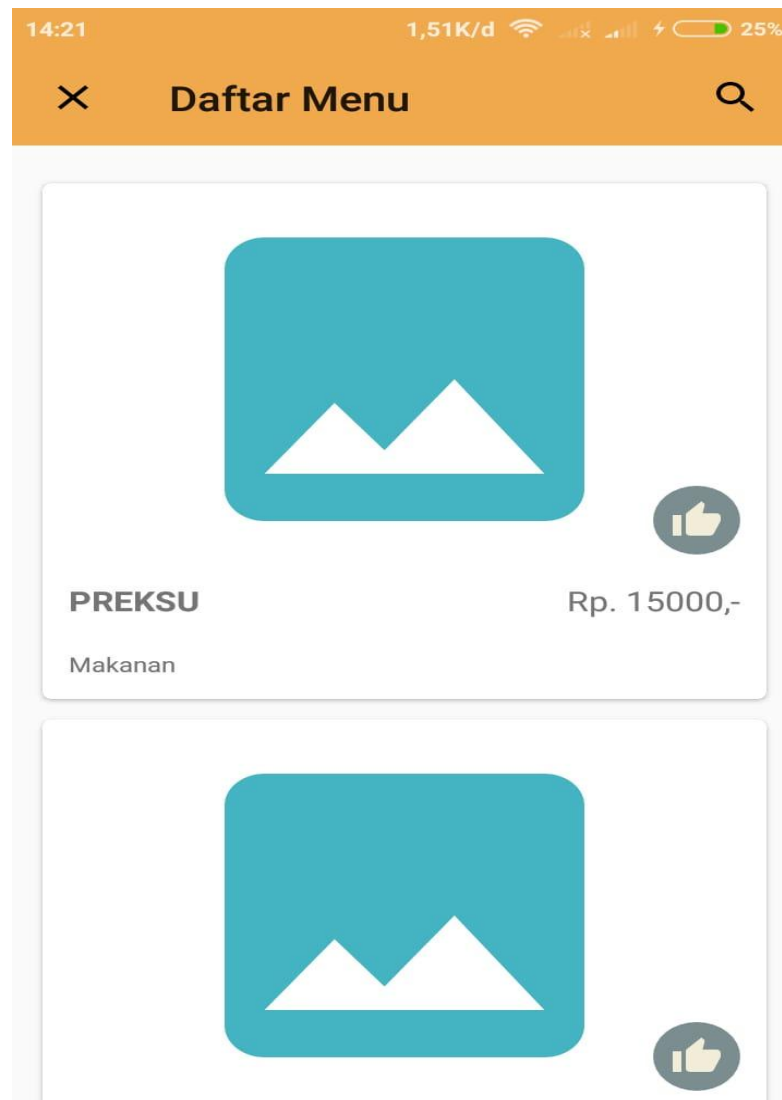 14:21 1,51K/d 25%
Daftar Menu
PREKSU Rp. 15000,-
Makanan